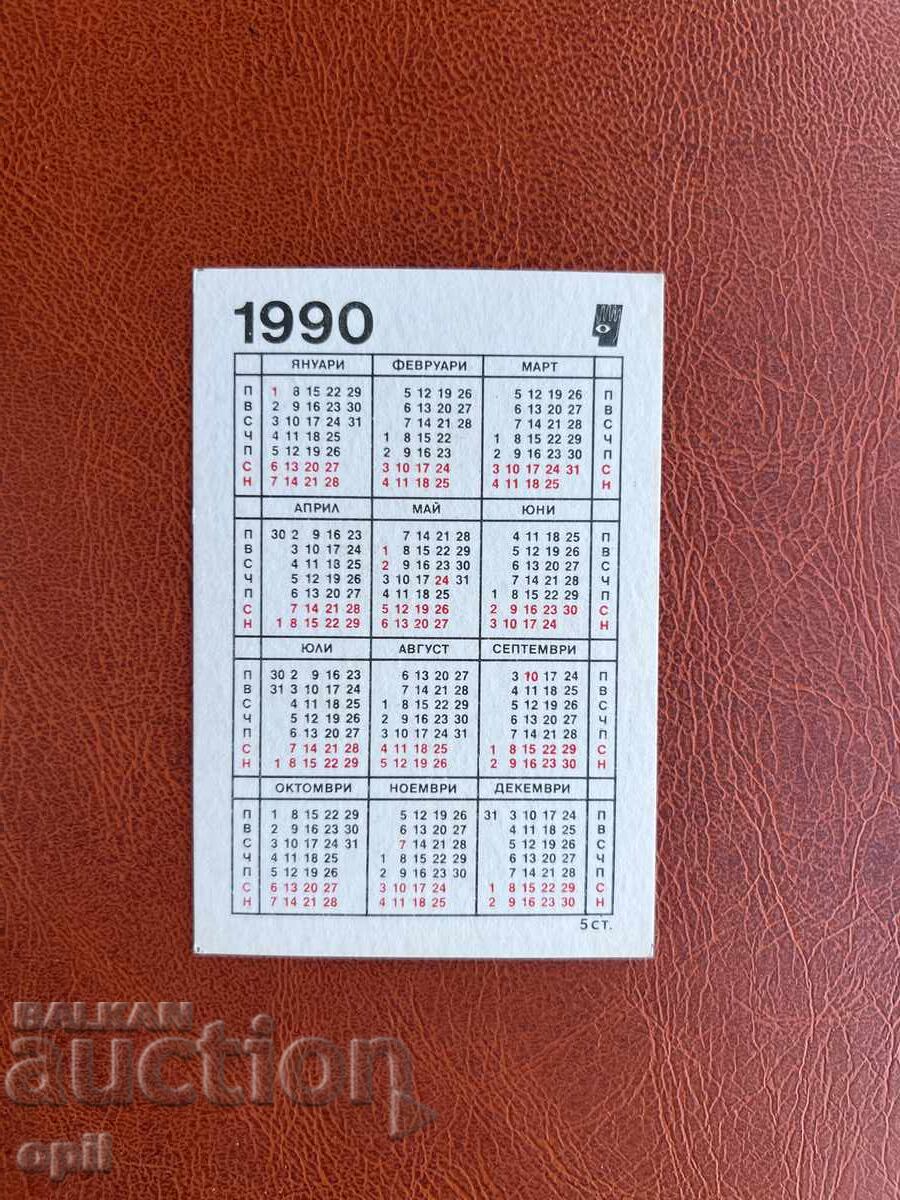 1990
ЯНУАРИ ФЕВРУАРИ МАРТ
П 1 8 15 22 29 5 12 19 26 5 12 19 26 П
В 2 9 16 23 30 6 13 20 27 6 13 20 27 В
С 3 10 17 24 31 7 14 21 28 7 14 21 28 С
Ч 4 11 18 25 1 8 15 22 1 8 15 22 29 Ч
П 5 12 19 26 2 9 16 23 2 9 16 23 30 П
С 6 13 20 27 3 10 17 24 3 10 17 24 31 С
Н 7 14 21 28 4 11 18 25 4 11 18 25 Н
АПРИЛ МАЙ ЮНИ
П 30 2 9 16 23 7 14 21 28 4 11 18 25 П
В 3 10 17 24 1 8 15 22 29 5 12 19 26 В
С 4 11 18 25 2 9 16 23 30 6 13 20 27 С
Ч 5 12 19 26 3 10 17 24 31 7 14 21 28 Ч
П 6 13 20 27 4 11 18 25 1 8 15 22 29 П
С 7 14 21 28 5 12 19 26 2 9 16 23 30 С
Н 1 8 15 22 29 6 13 20 27 3 10 17 24 Н
ЮЛИ АВГУСТ СЕПТЕМВРИ
П 30 2 9 16 23 6 13 20 27 3 10 17 24 П
В 31 3 10 17 24 7 14 21 28 4 11 18 25 В
С 4 11 18 25 1 8 15 22 29 5 12 19 26 С
Ч 5 12 19 26 2 9 16 23 30 6 13 20 27 Ч
П 6 13 20 27 3 10 17 24 31 7 14 21 28 П
С 7 14 21 28 4 11 18 25 1 8 15 22 29 С
Н 1 8 15 22 29 5 12 19 26 2 9 16 23 30 Н
ОКТОМВРИ НОЕМВРИ ДЕКЕМВРИ
П 1 8 15 22 29 5 12 19 26 31 3 10 17 24 П
В 2 9 16 23 30 6 13 20 27 4 11 18 25 В
С 3 10 17 24 31 7 14 21 28 5 12 19 26 С
Ч 4 11 18 25 1 8 15 22 29 6 13 20 27 Ч
П 5 12 19 26 2 9 16 23 30 7 14 21 28 П
С 6 13 20 27 3 10 17 24 1 8 15 22 29 С
Н 7 14 21 28 4 11 18 25 2 9 16 23 30 Н
5 СТ.
BALKAN
auction
opil